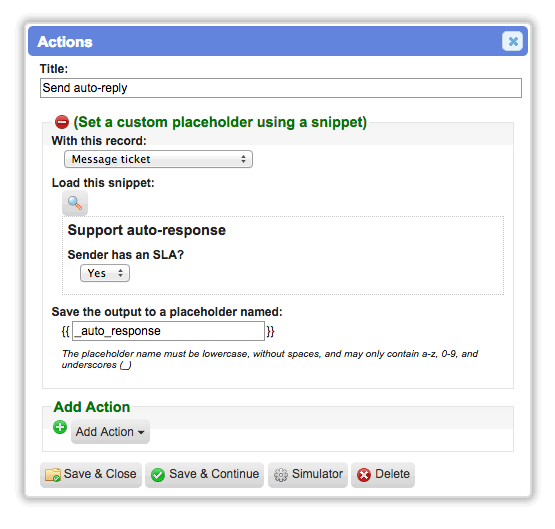 Actions
Title:
Send auto-reply
(Set a custom placeholder using a snippet)
With this record:
Message ticket
Load this snippet:
Support auto-response
Sender has an SLA?
Yes
Save the output to a placeholder named:
{{ _auto_response }}
The placeholder name must be lowercase, without spaces, and may only contain a-z, 0-9, and
underscores (_)
Add Action
Add Action
Save & Close Save & Continue Simulator Delete